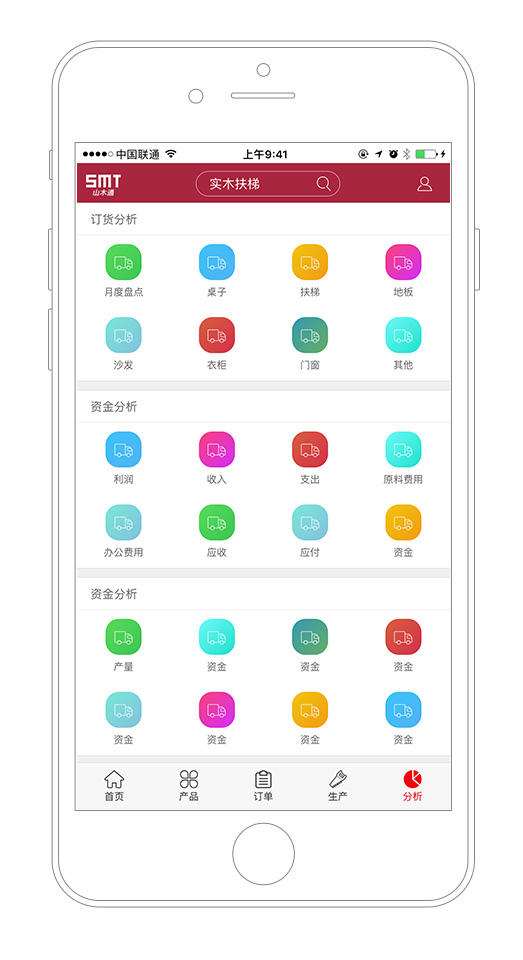 中国联通 上午9:41
SMT 实木扶梯
山木通
订货分析
月度盘点 桌子 扶梯 地板
沙发 衣柜 门窗 其他
资金分析
利润 收入 支出 原料费用
办公费用 应收 应付 资金
资金分析
产量 资金 资金 资金
资金 资金 资金 资金
首页 产品 订单 生产 分析